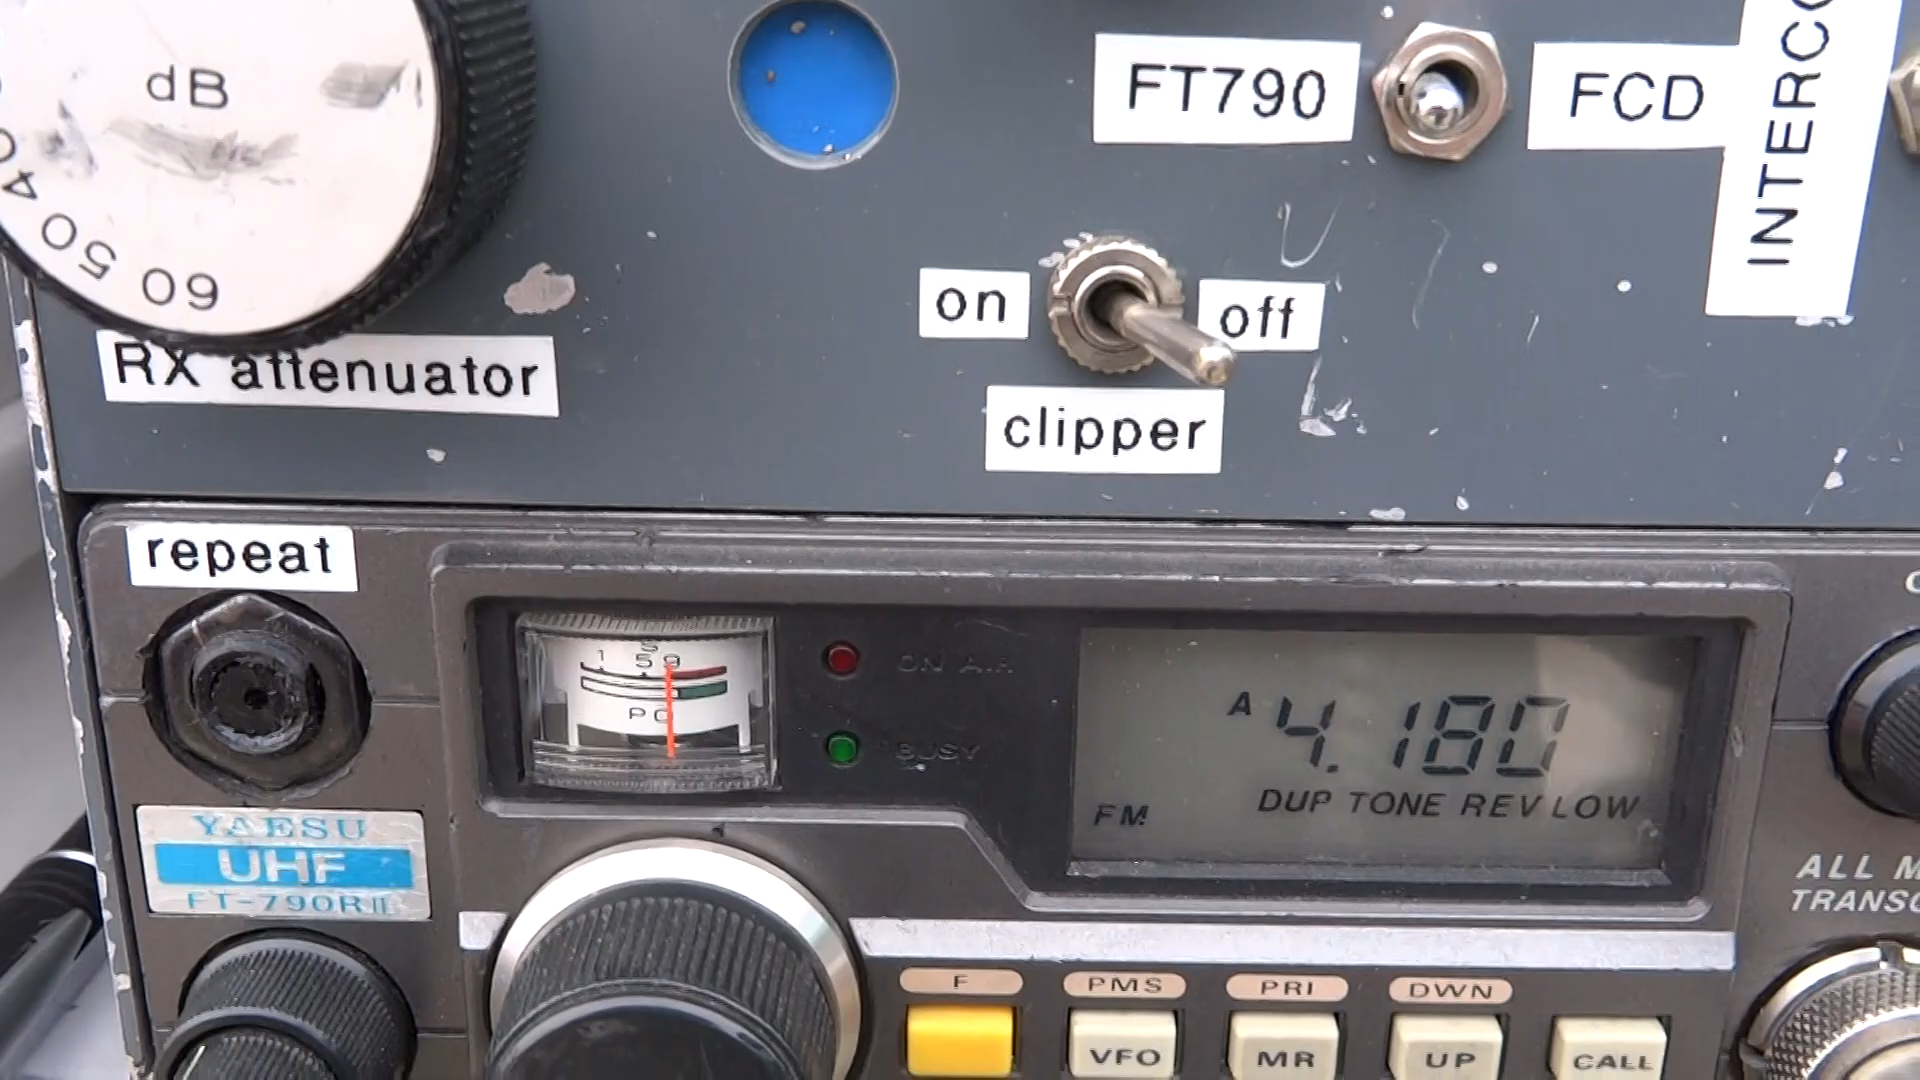 dB
40
50
60
RX attenuator
FT790
FCD
on
off
clipper
repeat
S
1 5 9
PO
ON AIR
BUSY
A 4.180
FM
DUP TONE REV LOW
YAESU
UHF
FT-790RII
ALL M
TRANSC
F
PMS
PRI
DWN
VFO
MR
UP
CALL